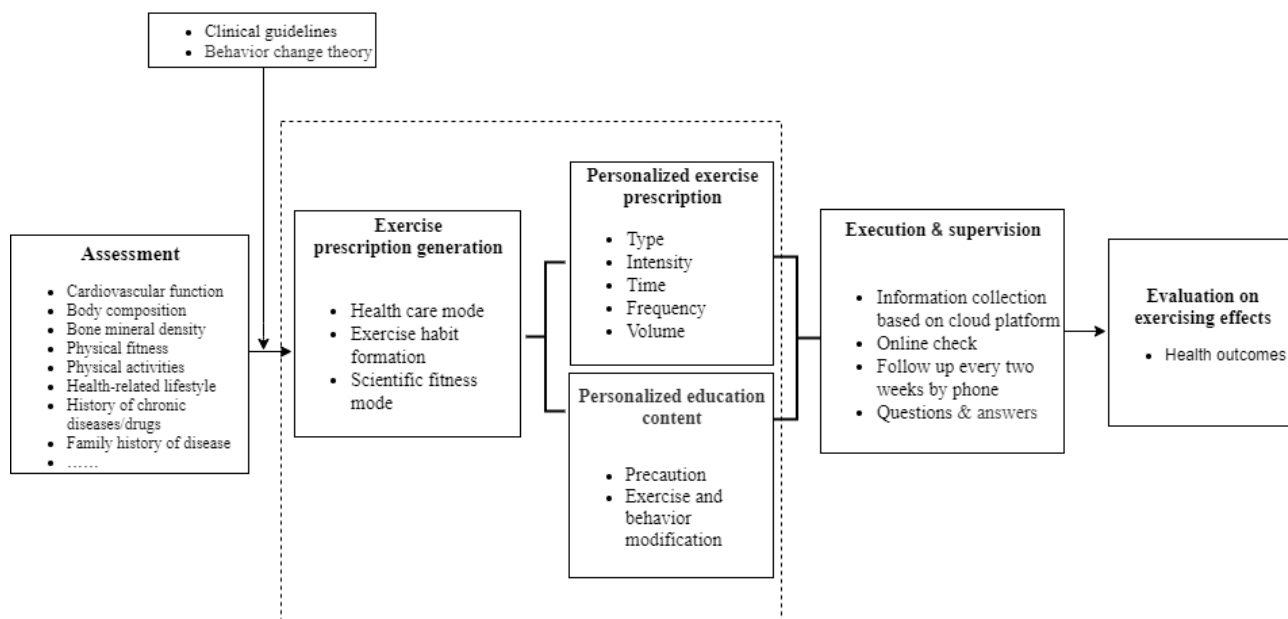 • Clinical guidelines
• Behavior change theory
Assessment
• Cardiovascular function
• Body composition
• Bone mineral density
• Physical fitness
• Physical activities
• Health-related lifestyle
• History of chronic
diseases/drugs
• Family history of disease
• ......
Exercise
prescription generation
• Health care mode
• Exercise habit
formation
• Scientific fitness
mode
Personalized exercise
prescription
• Type
• Intensity
• Time
• Frequency
• Volume
Personalized education
content
• Precaution
• Exercise and
behavior
modification
Execution & supervision
• Information collection
based on cloud platform
• Online check
• Follow up every two
weeks by phone
• Questions & answers
Evaluation on
exercising effects
• Health outcomes